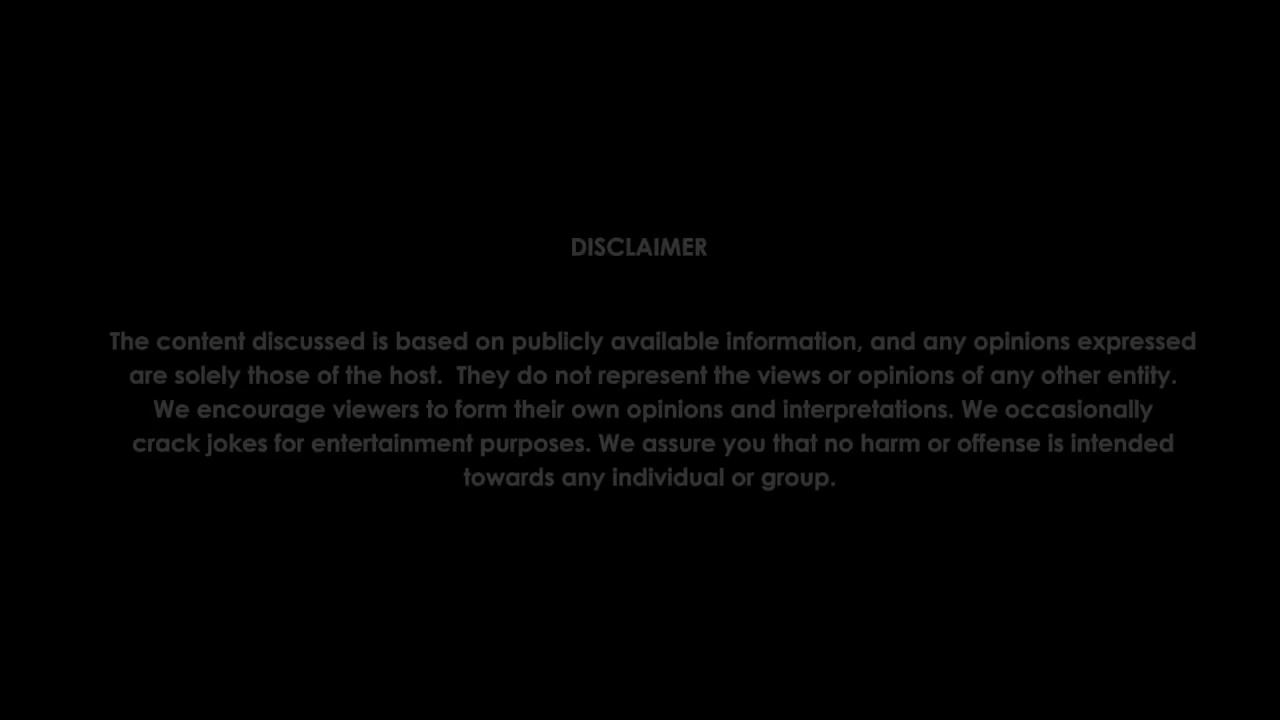 DISCLAIMER
The content discussed is based on publicly available information, and any opinions expressed
are solely those of the host.  They do not represent the views or opinions of any other entity.
We encourage viewers to form their own opinions and interpretations. We occasionally
crack jokes for entertainment purposes. We assure you that no harm or offense is intended
towards any individual or group.